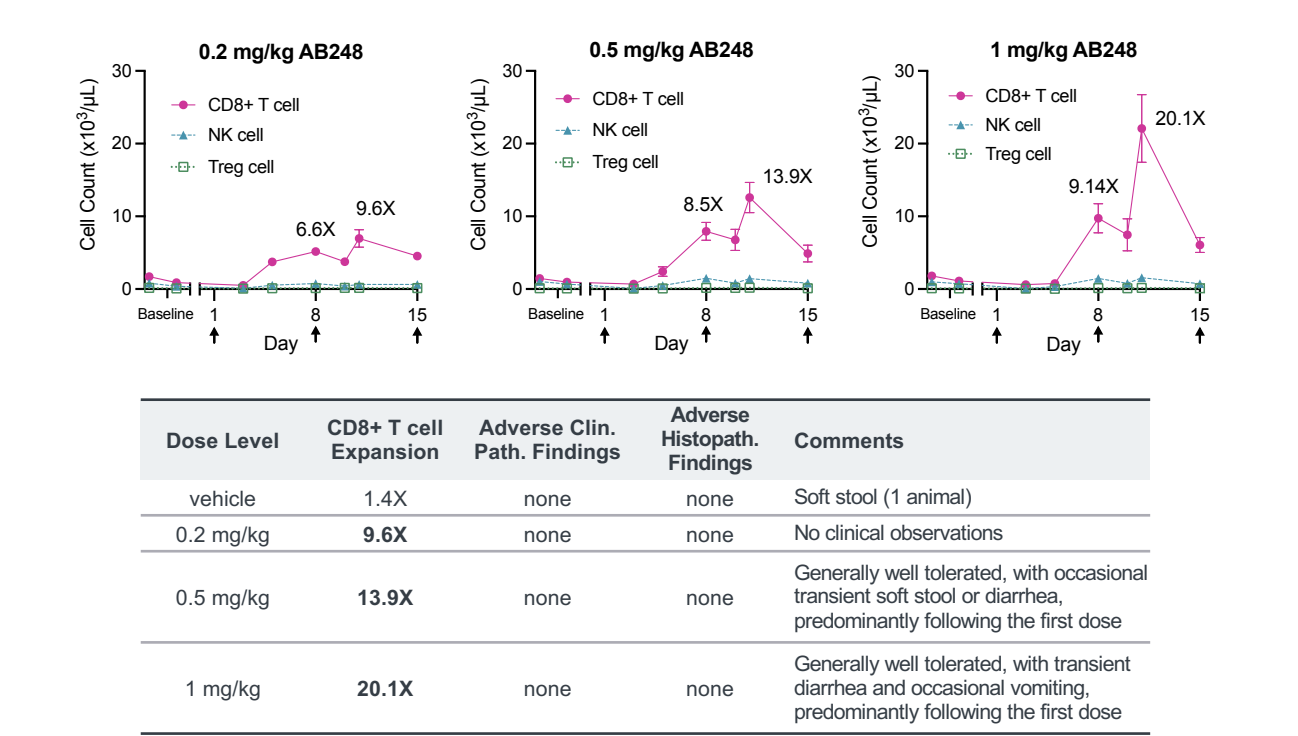 0.2 mg/kg AB248
30
20
10
0
Cell Count (x10³/µL)
CD8+ T cell
NK cell
Treg cell
6.6X
9.6X
Baseline 1 8 15
Day
0.5 mg/kg AB248
30
20
10
0
Cell Count (x10³/µL)
CD8+ T cell
NK cell
Treg cell
8.5X
13.9X
Baseline 1 8 15
Day
1 mg/kg AB248
30
20
10
0
Cell Count (x10³/µL)
CD8+ T cell
NK cell
Treg cell
9.14X
20.1X
Baseline 1 8 15
Day
Dose Level
CD8+ T cell
Expansion
Adverse Clin.
Path. Findings
Adverse
Histopath.
Findings
Comments
vehicle 1.4X none none Soft stool (1 animal)
0.2 mg/kg 9.6X none none No clinical observations
0.5 mg/kg 13.9X none none
Generally well tolerated, with occasional
transient soft stool or diarrhea,
predominantly following the first dose
1 mg/kg 20.1X none none
Generally well tolerated, with transient
diarrhea and occasional vomiting,
predominantly following the first dose